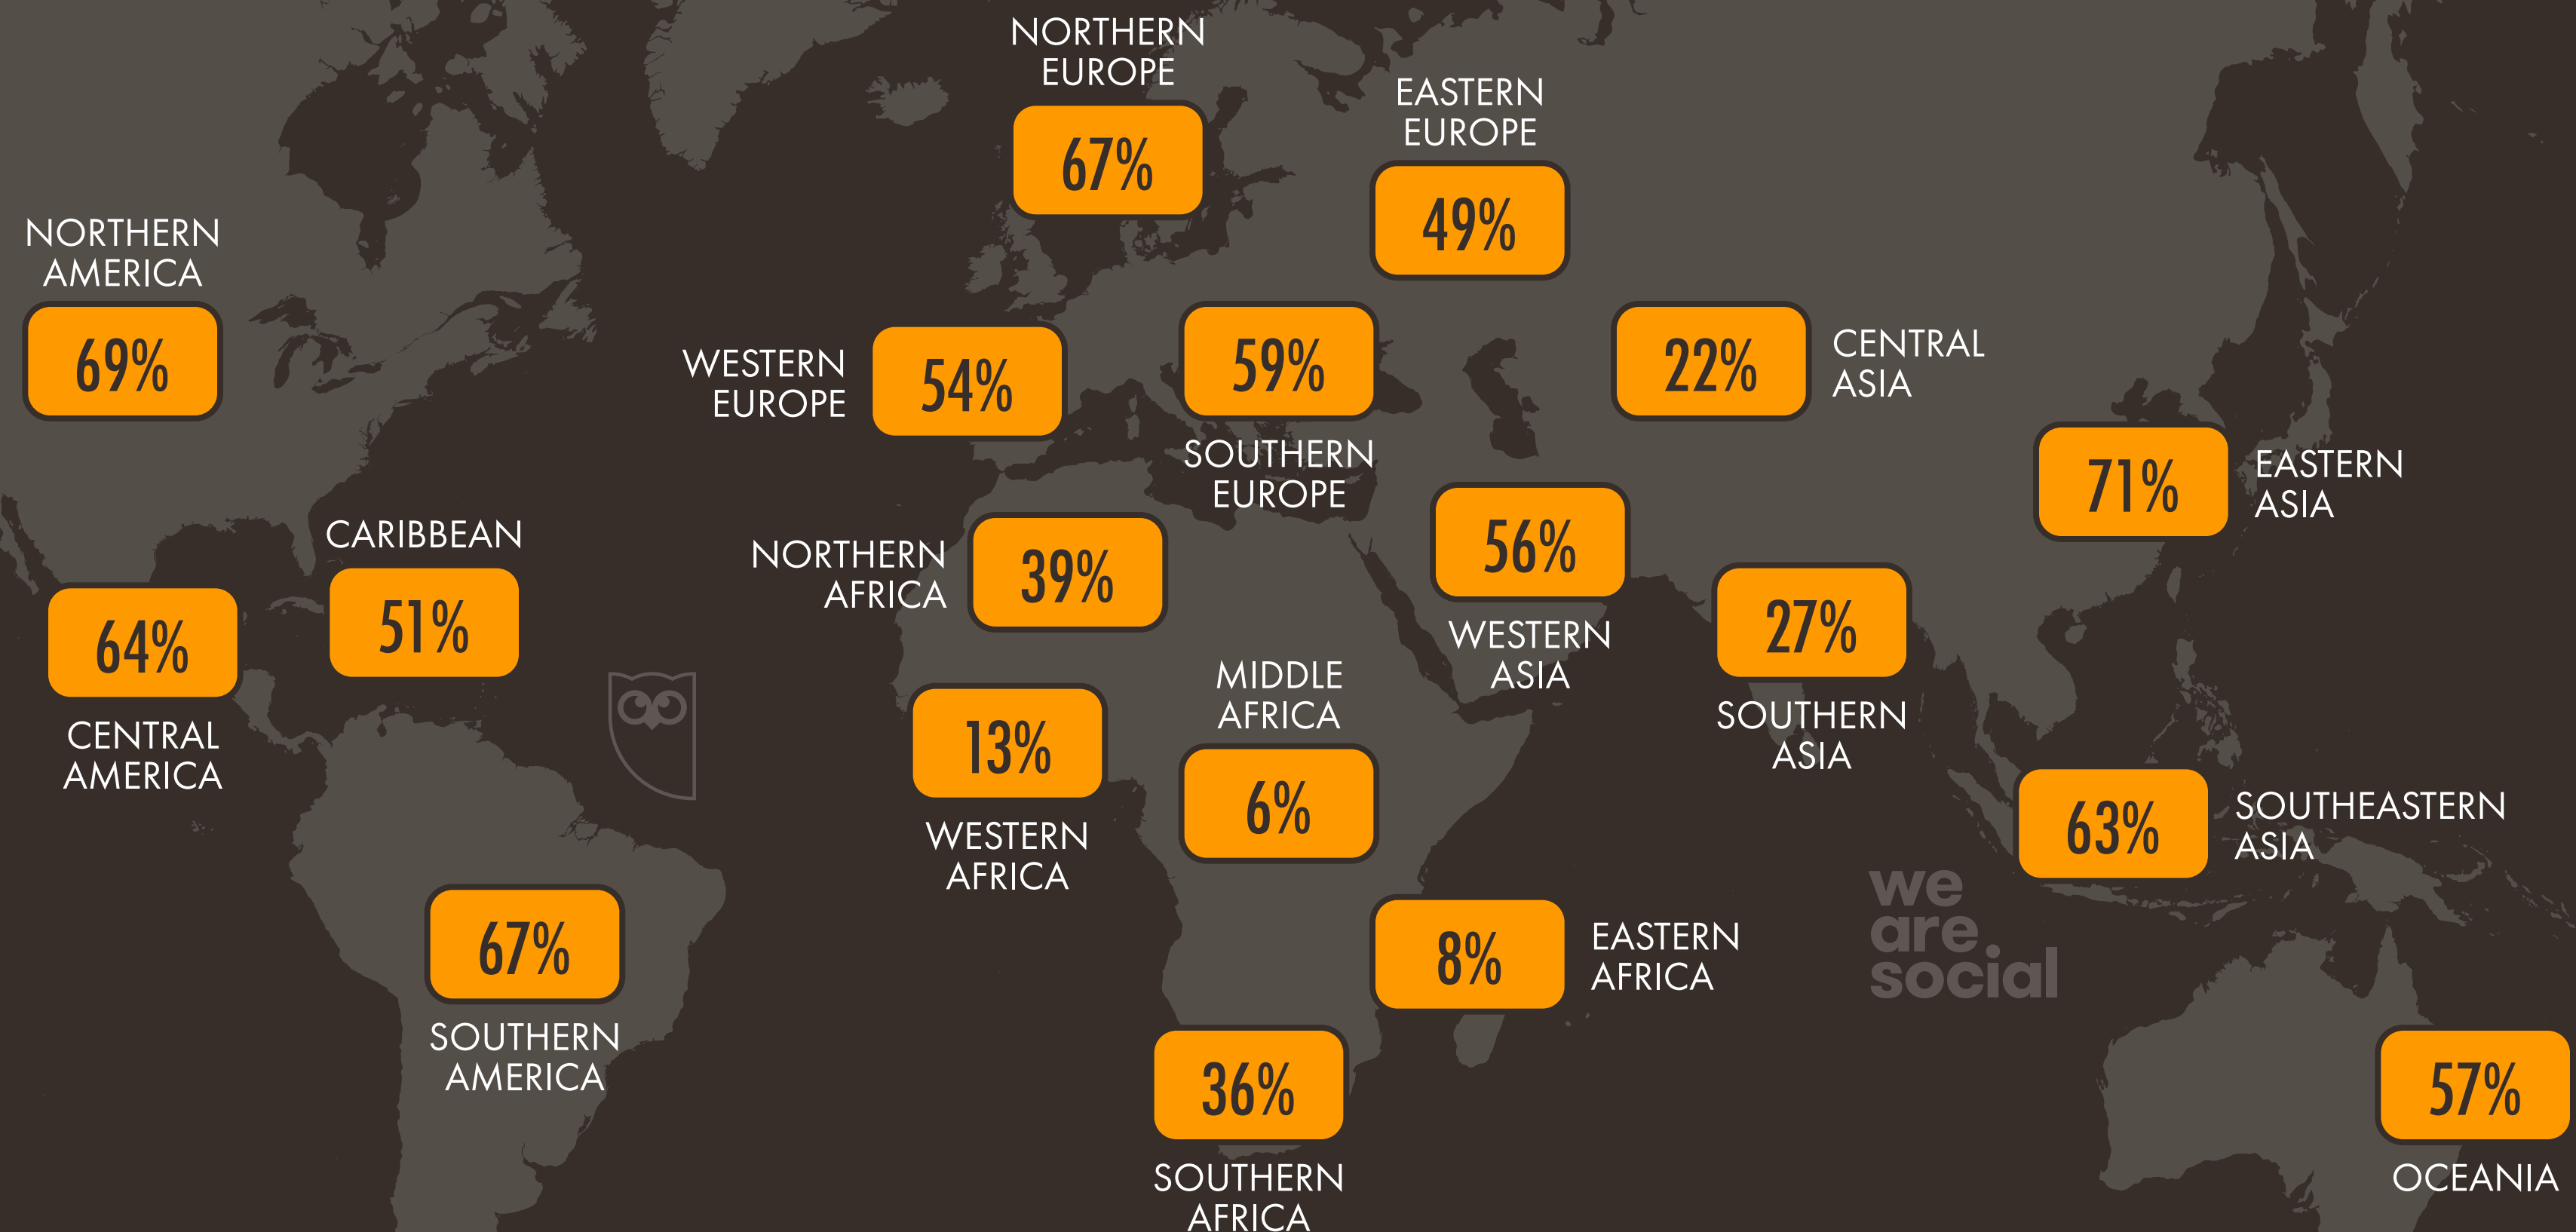 NORTHERN
EUROPE
67%
EASTERN
EUROPE
49%
NORTHERN
AMERICA
69%
WESTERN
EUROPE
54%
59%
SOUTHERN
EUROPE
22%
CENTRAL
ASIA
71%
EASTERN
ASIA
CARIBBEAN
51%
64%
CENTRAL
AMERICA
NORTHERN
AFRICA
39%
56%
WESTERN
ASIA
27%
SOUTHERN
ASIA
13%
WESTERN
AFRICA
MIDDLE
AFRICA
6%
63%
SOUTHEASTERN
ASIA
67%
SOUTHERN
AMERICA
8%
EASTERN
AFRICA
we
are
social
36%
SOUTHERN
AFRICA
57%
OCEANIA